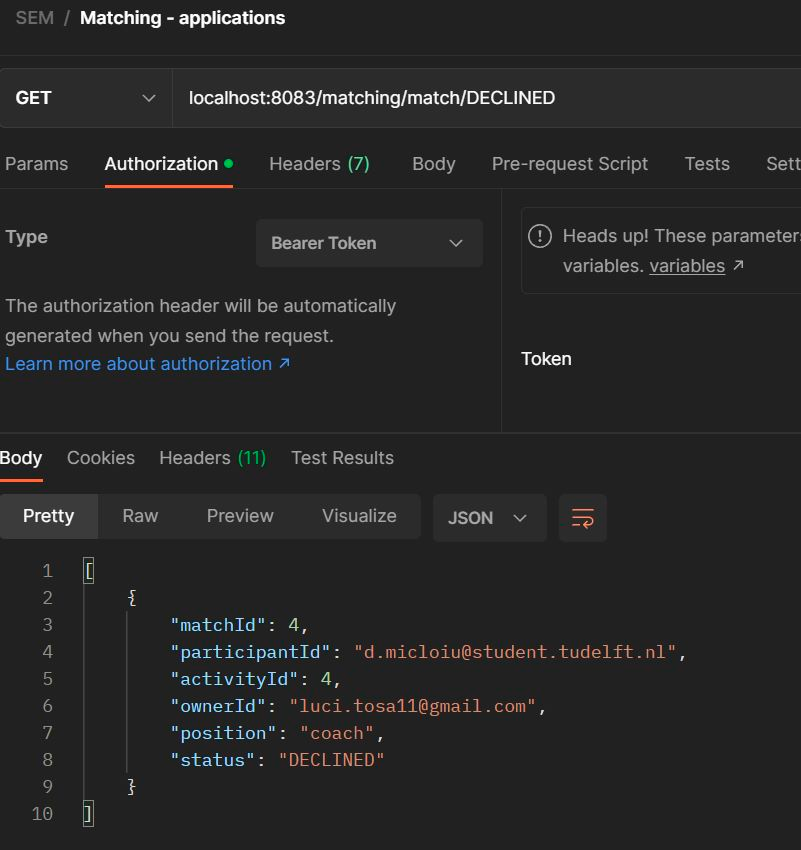 SEM / Matching - applications
GET localhost:8083/matching/match/DECLINED
Params Authorization Headers (7) Body Pre-request Script Tests Sett
Type Bearer Token
Heads up! These parameters
variables. variables ↗
The authorization header will be automatically
generated when you send the request.
Learn more about authorization ↗
Token
Body Cookies Headers (11) Test Results
Pretty Raw Preview Visualize JSON
1 [
2 {
3 "matchId": 4,
4 "participantId": "d.micloiu@student.tudelft.nl",
5 "activityId": 4,
6 "ownerId": "luci.tosa11@gmail.com",
7 "position": "coach",
8 "status": "DECLINED"
9 }
10 ]